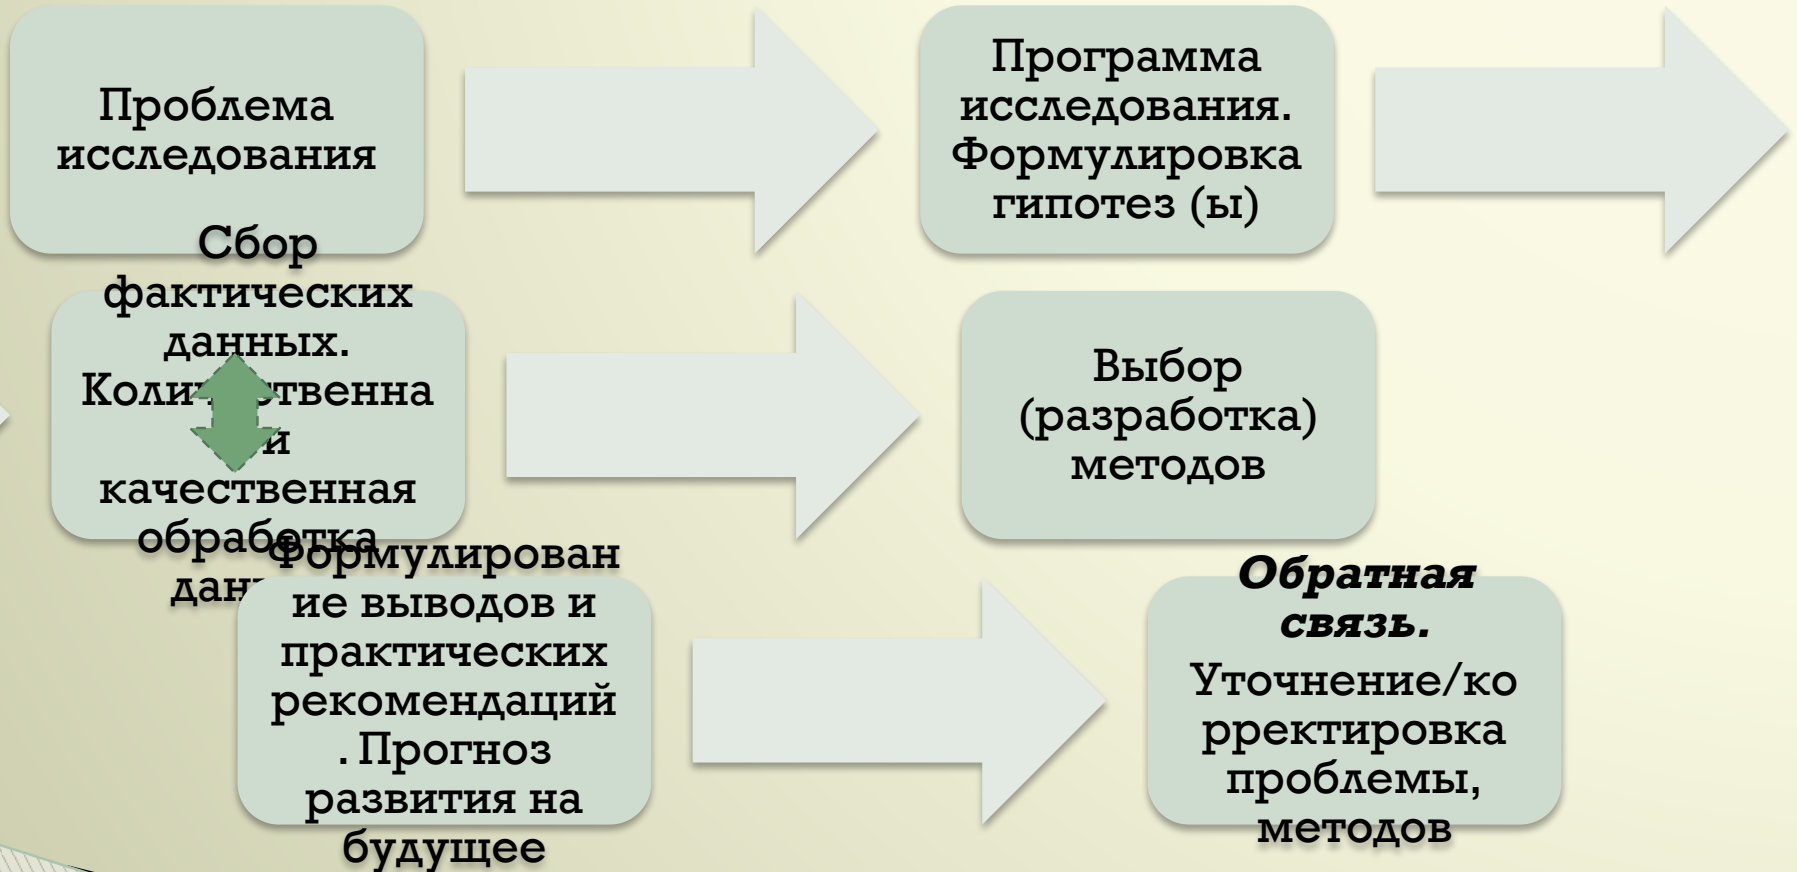 Проблема
исследования
Программа
исследования.
Формулировка
гипотез (ы)
Сбор
фактических
данных.
и
качественная
обработка
Выбор
(разработка)
методов
Формулирован
ие выводов и
практических
рекомендаций
. Прогноз
развития на
будущее
Обратная
связь.
Уточнение/ко
рректировка
проблемы,
методов